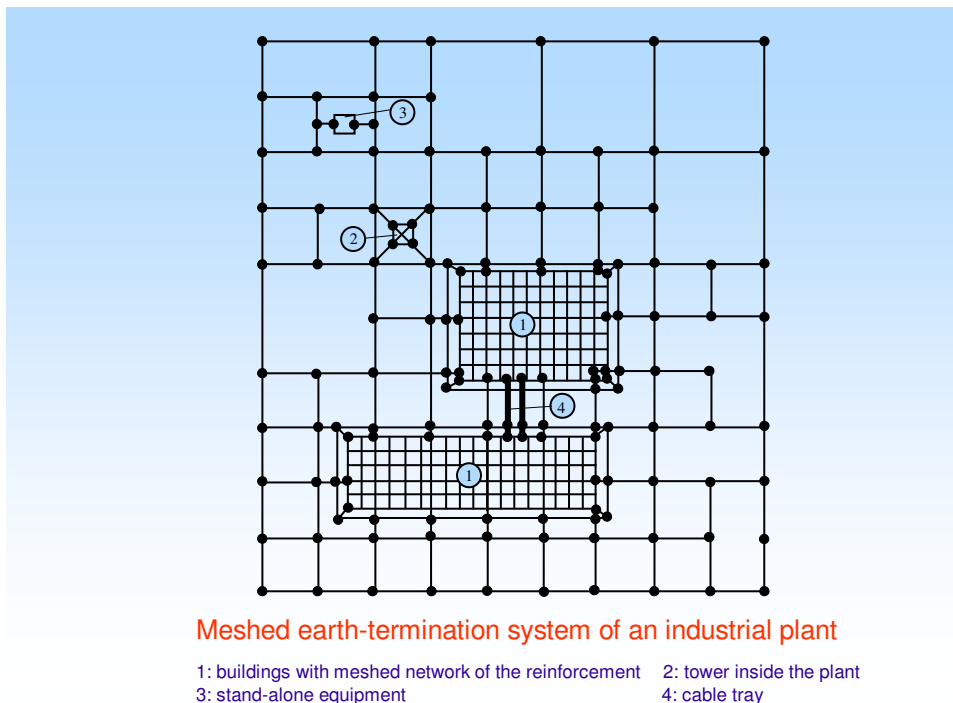 3
2
1
4
1
Meshed earth-termination system of an industrial plant
1: buildings with meshed network of the reinforcement 2: tower inside the plant
3: stand-alone equipment 4: cable tray